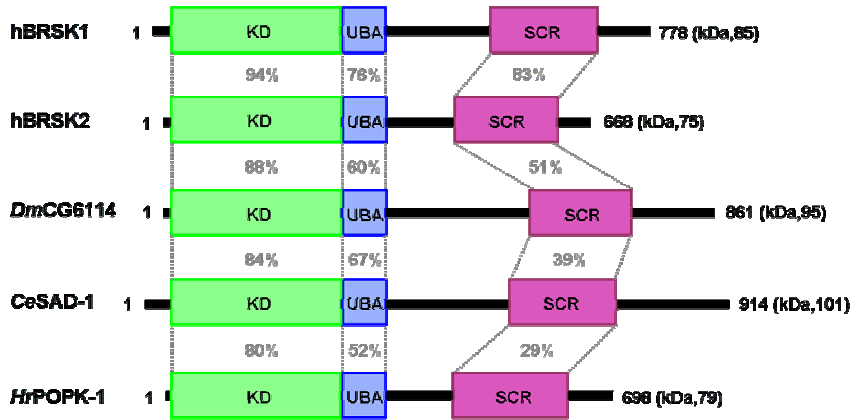 hBRSK1 1 KD UBA SCR 778 (kDa,85)
94% 76% 83%
hBRSK2 1 KD UBA SCR 668 (kDa,75)
88% 60% 51%
DmCG6114 1 KD UBA SCR 861 (kDa,95)
84% 67% 39%
CeSAD-1 1 KD UBA SCR 914 (kDa,101)
80% 52% 29%
HrPOPK-1 1 KD UBA SCR 698 (kDa,79)